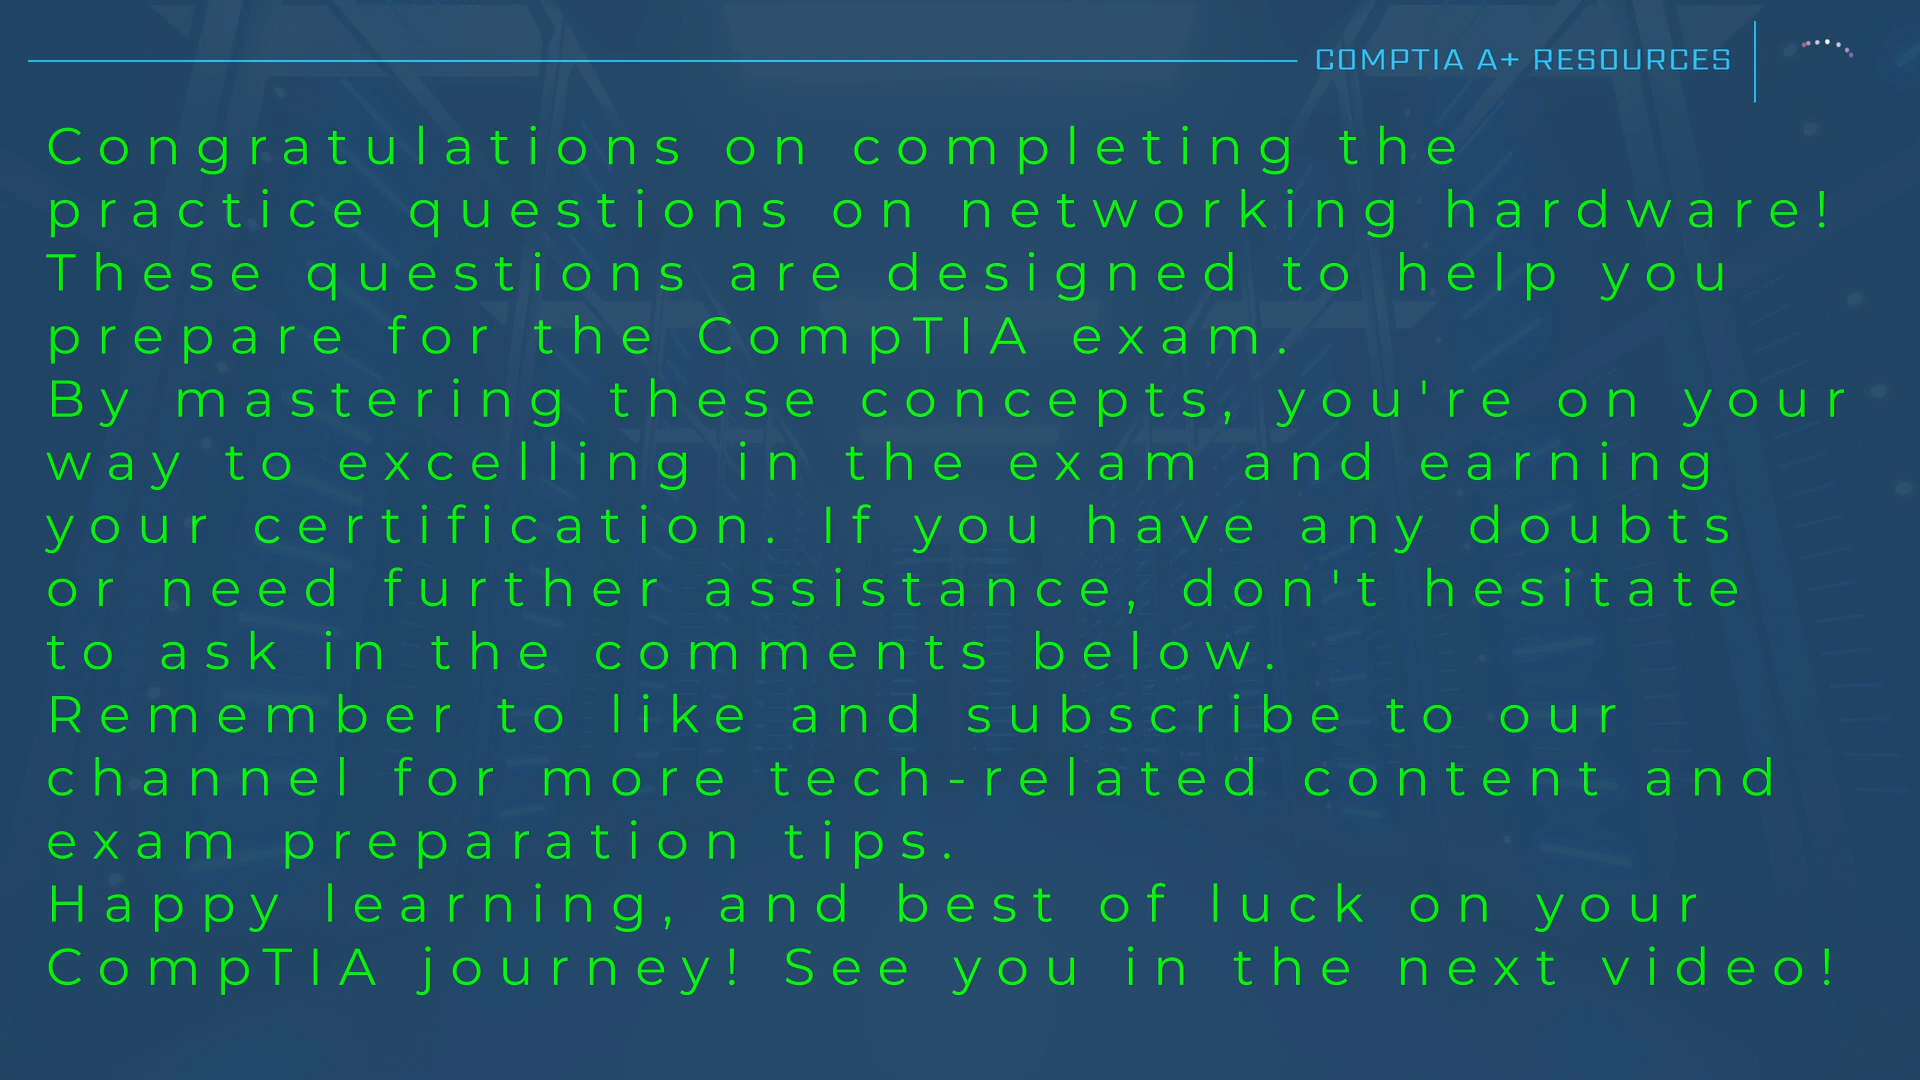 COMPTIA A+ RESOURCES
Congratulations on completing the
practice questions on networking hardware!
These questions are designed to help you
prepare for the CompTIA exam.
By mastering these concepts, you're on your
way to excelling in the exam and earning
your certification. If you have any doubts
or need further assistance, don't hesitate
to ask in the comments below.
Remember to like and subscribe to our
channel for more tech-related content and
exam preparation tips.
Happy learning, and best of luck on your
CompTIA journey! See you in the next video!